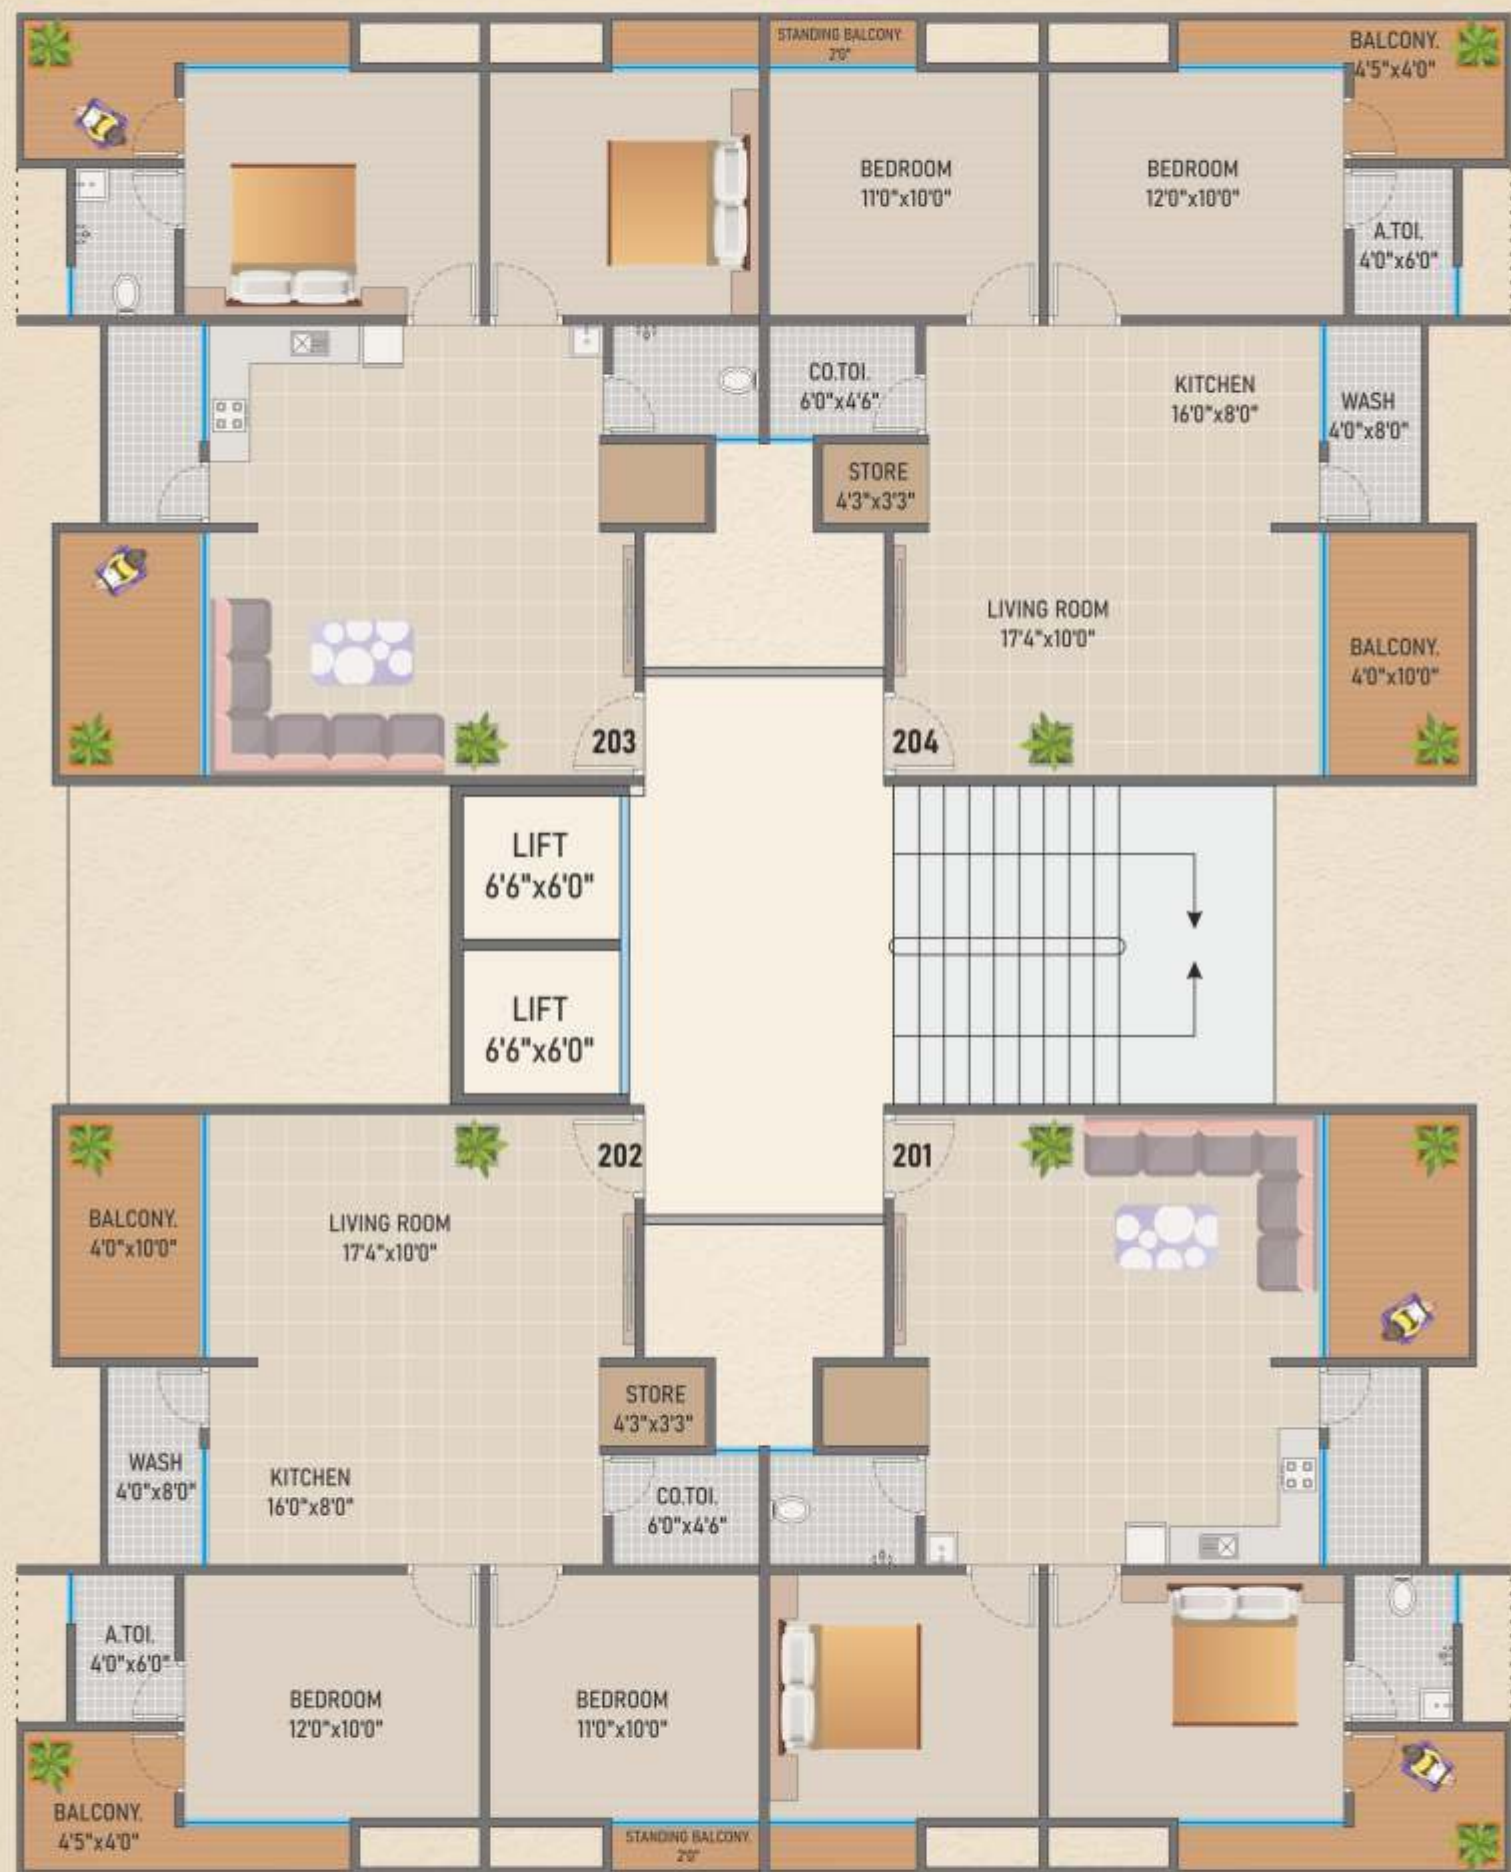 STANDING BALCONY.
2'0"
BALCONY.
4'5"x4'0"
BEDROOM
11'0"x10'0"
BEDROOM
12'0"x10'0"
A.TOI.
4'0"x6'0"
CO.TOI.
6'0"x4'6"
KITCHEN
16'0"x8'0"
WASH
4'0"x8'0"
STORE
4'3"x3'3"
LIVING ROOM
17'4"x10'0"
BALCONY.
4'0"x10'0"
203
204
LIFT
6'6"x6'0"
LIFT
6'6"x6'0"
202
201
BALCONY.
4'0"x10'0"
LIVING ROOM
17'4"x10'0"
STORE
4'3"x3'3"
WASH
4'0"x8'0"
KITCHEN
16'0"x8'0"
CO.TOI.
6'0"x4'6"
A.TOI.
4'0"x6'0"
BEDROOM
12'0"x10'0"
BEDROOM
11'0"x10'0"
BALCONY.
4'5"x4'0"
STANDING BALCONY.
2'0"